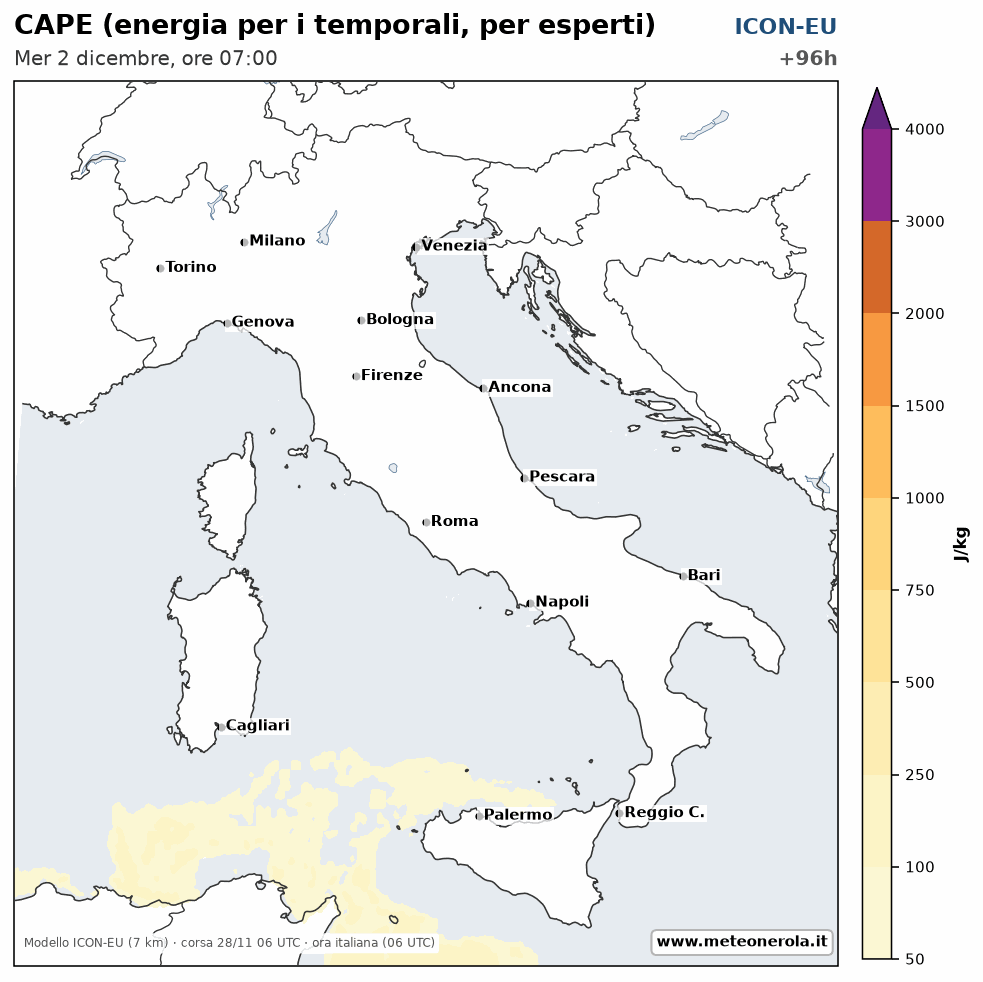 CAPE (energia per i temporali, per esperti)
ICON-EU
Mer 2 dicembre, ore 07:00
+96h
4000
3000
2000
1500
1000
750
500
250
100
50
J/kg
Milano
Venezia
Torino
Genova
Bologna
Firenze
Ancona
Pescara
Roma
Bari
Napoli
Cagliari
Palermo
Reggio C.
Modello ICON-EU (7 km) · corsa 28/11 06 UTC · ora italiana (06 UTC)
www.meteonerola.it